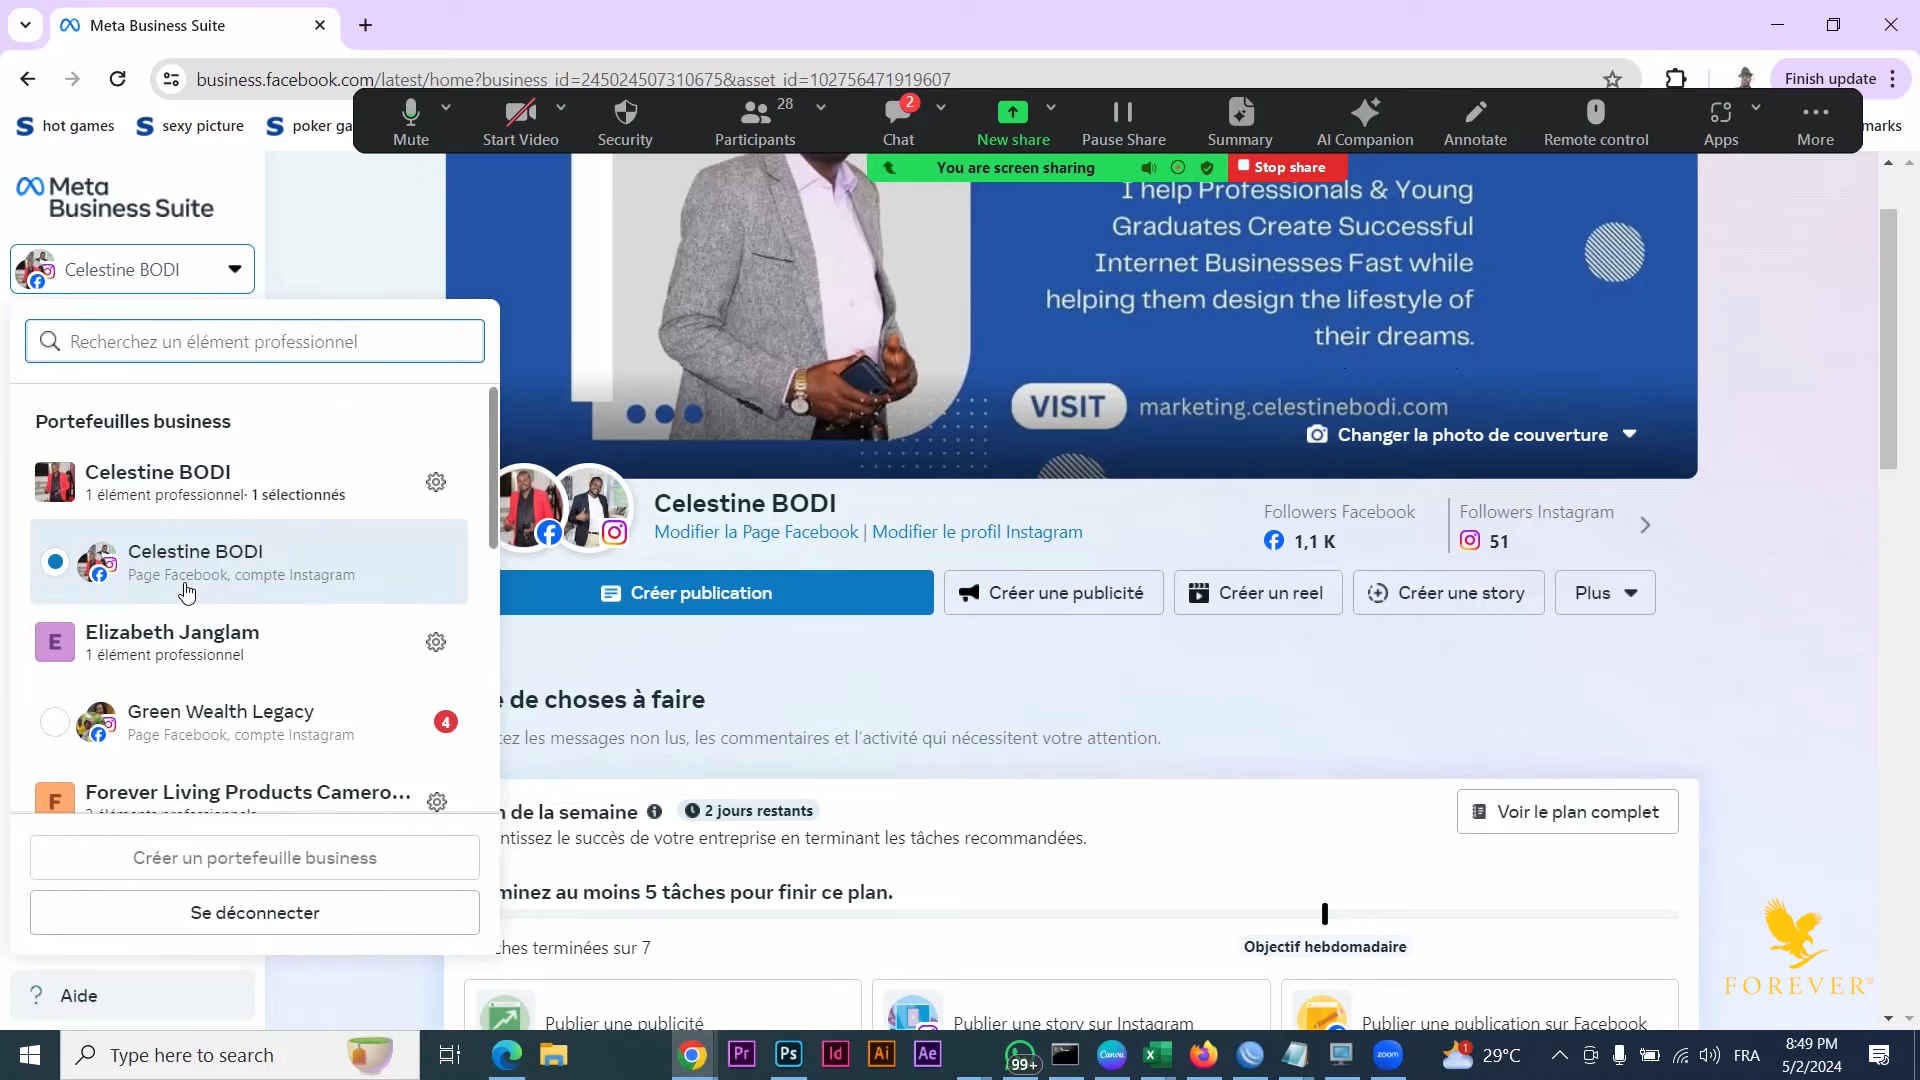 Meta Business Suite
business.facebook.com/latest/home?business_id=245024507310675&asset_id=102756471919607
Finish update
hot games
sexy picture
poker ga
marks
Mute
Start Video
Security
28
Participants
2
Chat
New share
Pause Share
Summary
AI Companion
Annotate
Remote control
Apps
More
You are screen sharing
Stop share
Meta
Business Suite
Celestine BODI
Recherchez un élément professionnel
Portefeuilles business
Celestine BODI
1 élément professionnel· 1 sélectionnés
Celestine BODI
Page Facebook, compte Instagram
E
Elizabeth Janglam
1 élément professionnel
Green Wealth Legacy
Page Facebook, compte Instagram
4
F
Forever Living Products Camero...
Créer un portefeuille business
Se déconnecter
? Aide
I help Professionals & Young
Graduates Create Successful
Internet Businesses Fast while
helping them design the lifestyle of
their dreams.
VISIT
marketing.celestinebodi.com
Changer la photo de couverture
Celestine BODI
Modifier la Page Facebook | Modifier le profil Instagram
Followers Facebook
1,1 K
Followers Instagram
51
Créer publication
Créer une publicité
Créer un reel
Créer une story
Plus
de choses à faire
les messages non lus, les commentaires et l'activité qui nécessitent votre attention.
de la semaine
2 jours restants
Voir le plan complet
le succès de votre entreprise en terminant les tâches recommandées.
au moins 5 tâches pour finir ce plan.
terminées sur 7
Objectif hebdomadaire
Publier une publicité
Publier une story sur Instagram
Publier une publication sur Facebook
FOREVER®
Type here to search
Pr
Ps
Id
Ai
Ae
99+
Canva
zoom
1
29°C
FRA
8:49 PM
5/2/2024